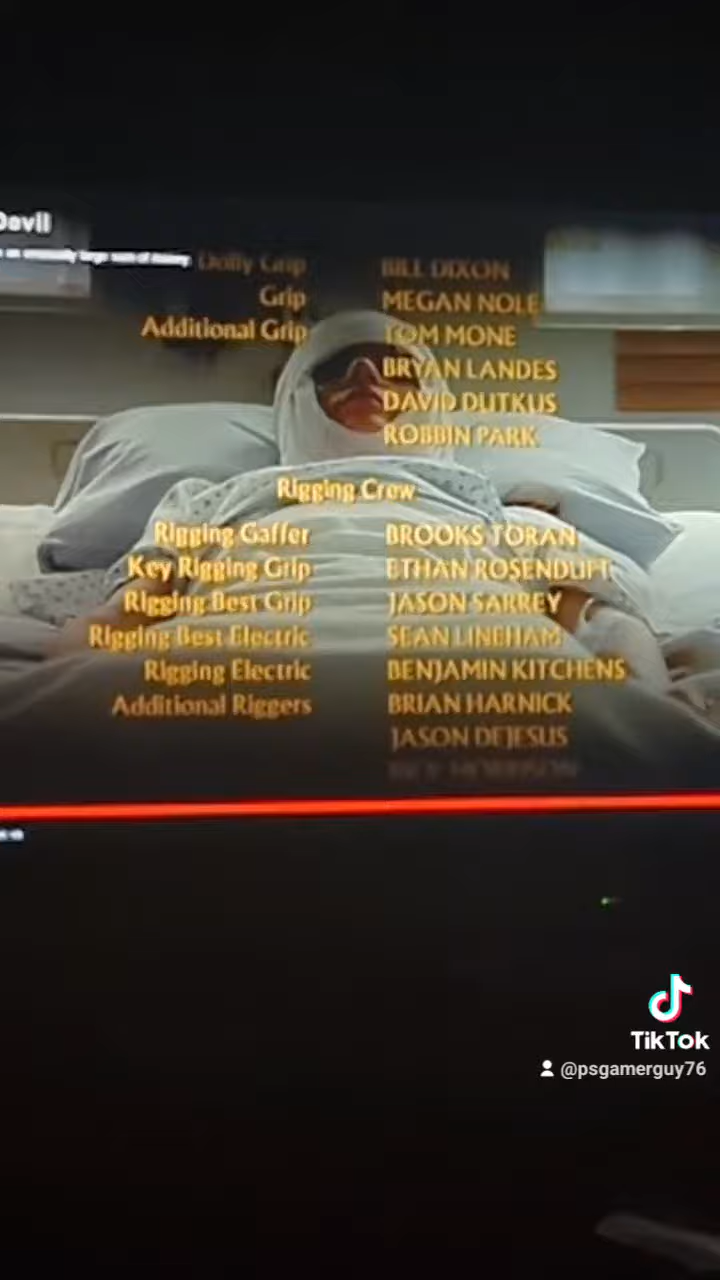 Devil
Dolly Grip BILL DIXON
Grip MEGAN NOLE
Additional Grip TOM MONE
BRYAN LANDES
DAVID DUTKUS
ROBBIN PARK
Rigging Crew
Rigging Gaffer BROOKS TORAN
Key Rigging Grip ETHAN ROSENDUFT
Rigging Best Grip JASON SARREY
Rigging Best Electric SEAN LINEHAM
Rigging Electric BENJAMIN KITCHENS
Additional Riggers BRIAN HARNICK
JASON DEJESUS
MORRISON
TikTok
@psgamerguy76